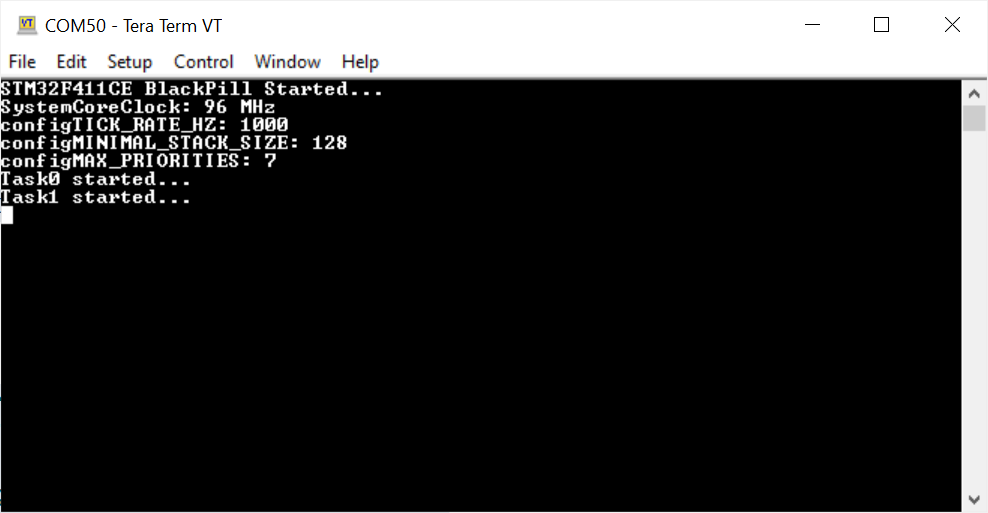 COM50 - Tera Term VT
File Edit Setup Control Window Help
STM32F411CE BlackPill Started...
SystemCoreClock: 96 MHz
configTICK_RATE_HZ: 1000
configMINIMAL_STACK_SIZE: 128
configMAX_PRIORITIES: 7
Task0 started...
Task1 started...